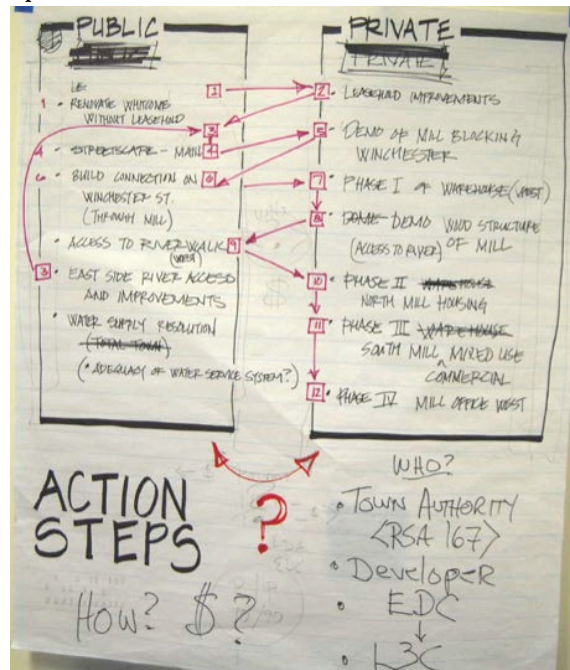 PUBLIC
1 • RENOVATE WHITCOMB
WITHOUT LEASEHOLD
1
3
4 • STREETSCAPE – MAIN 4
6 • BUILD CONNECTION ON 6
WINCHESTER ST.
(THROUGH MILL)
• ACCESS TO RIVERWALK 9
(WEST)
3 • EAST SIDE RIVER ACCESS
AND IMPROVEMENTS
• WATER SUPPLY RESOLUTION
(TOTAL TOWN)
(• ADEQUACY OF WATER SERVICE SYSTEM?)
PRIVATE
PRIVATE
2 • LEASEHOLD IMPROVEMENTS
5 • DEMO OF MILL BLOCKING
WINCHESTER
7 • PHASE I OF WAREHOUSE (WEST)
8 • DEMO WOOD STRUCTURE
(ACCESS TO RIVER) OF MILL
10 • PHASE II WAREHOUSE
NORTH MILL HOUSING
11 • PHASE III WAREHOUSE
SOUTH MILL MIXED USE
COMMERCIAL
12 • PHASE IV MILL OFFICE WEST
?
ACTION
STEPS
HOW? $?
WHO?
• TOWN AUTHORITY
<RSA 167>
• Developer
• EDC
• L3C